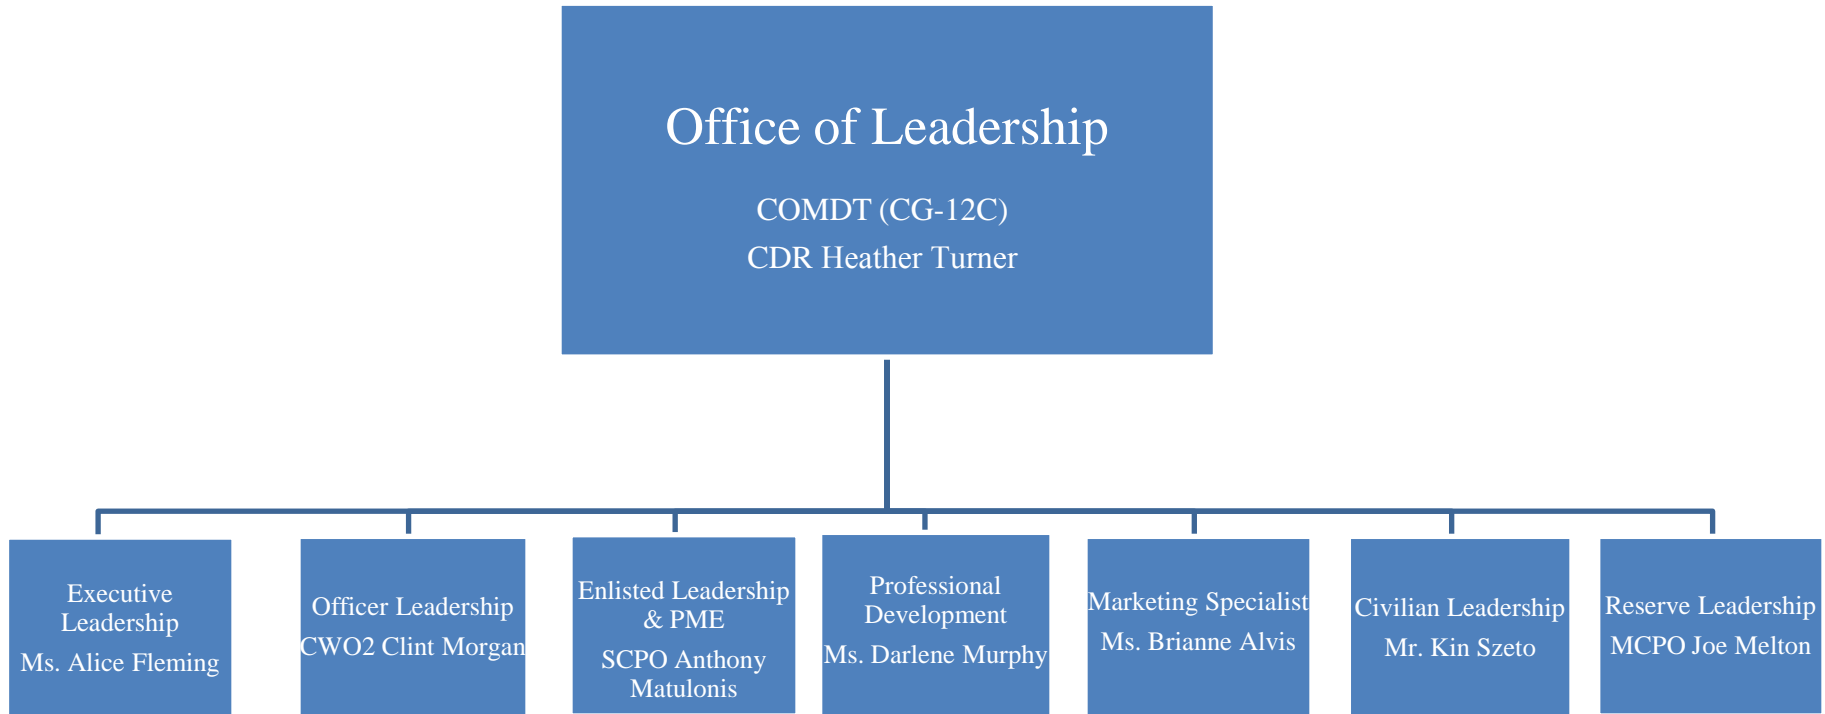 Office of Leadership
COMDT (CG-12C)
CDR Heather Turner
Executive
Leadership
Ms. Alice Fleming
Officer Leadership
CWO2 Clint Morgan
Enlisted Leadership
& PME
SCPO Anthony
Matulonis
Professional
Development
Ms. Darlene Murphy
Marketing Specialist
Ms. Brianne Alvis
Civilian Leadership
Mr. Kin Szeto
Reserve Leadership
MCPO Joe Melton